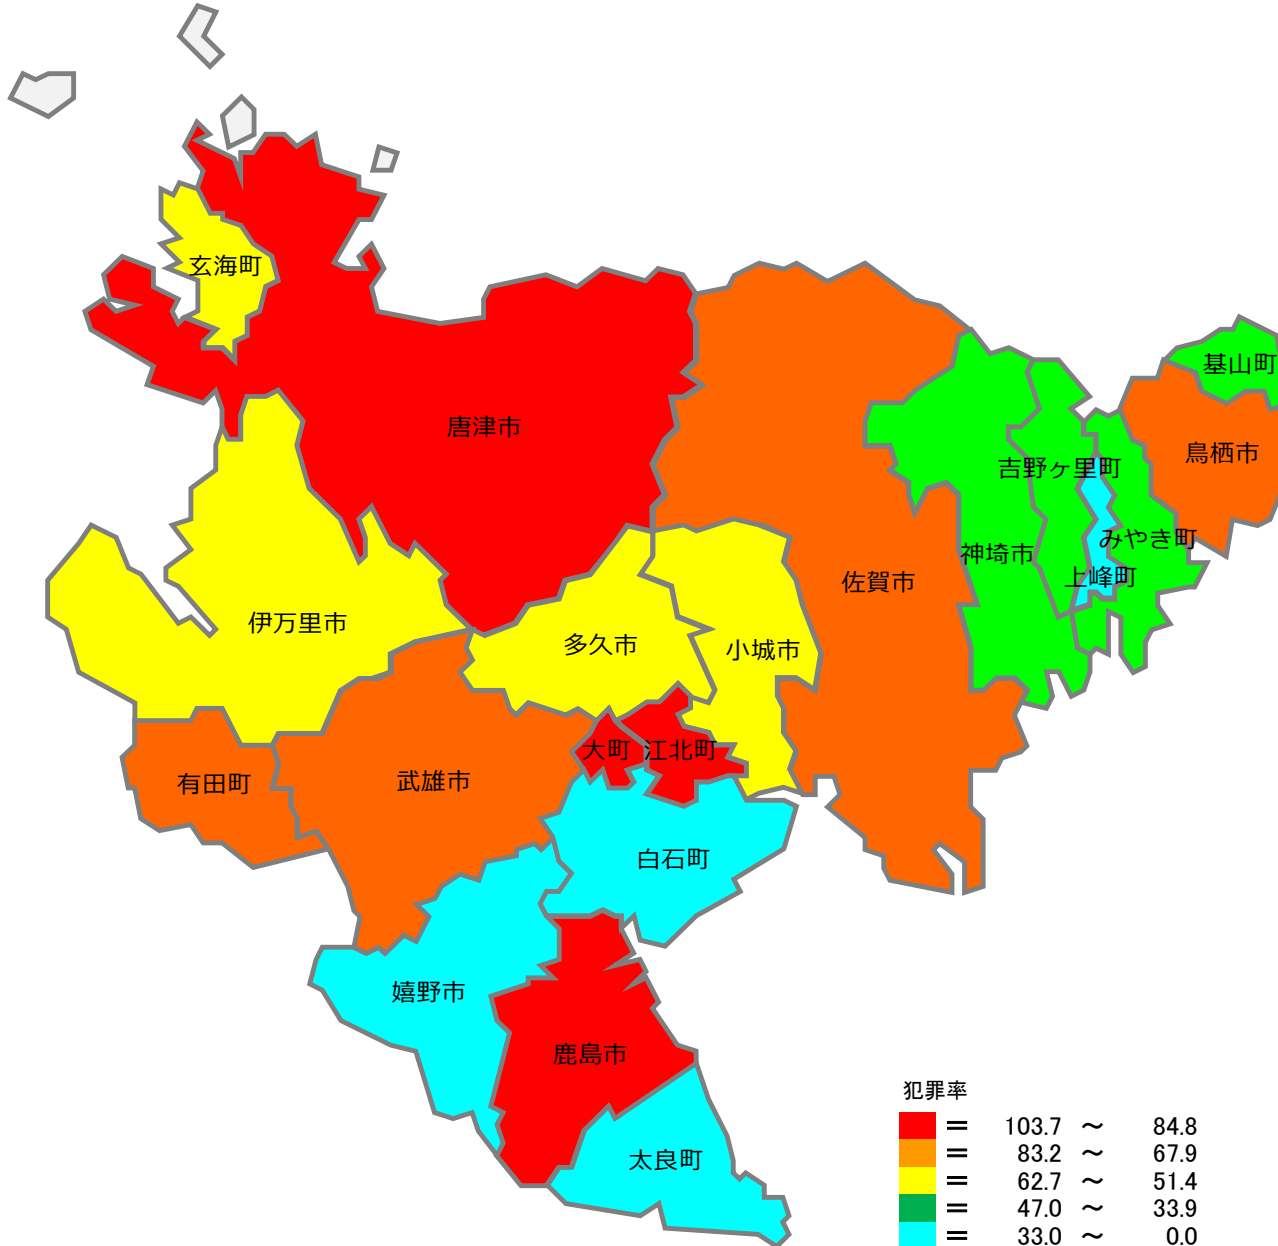 玄海町
基山町
唐津市
鳥栖市
吉野ヶ里町
みやき町
神埼市
上峰町
佐賀市
伊万里市
多久市
小城市
大町
江北町
有田町
武雄市
白石町
嬉野市
鹿島市
太良町
犯罪率
＝ 103.7 ～ 84.8
＝ 83.2 ～ 67.9
＝ 62.7 ～ 51.4
＝ 47.0 ～ 33.9
＝ 33.0 ～ 0.0